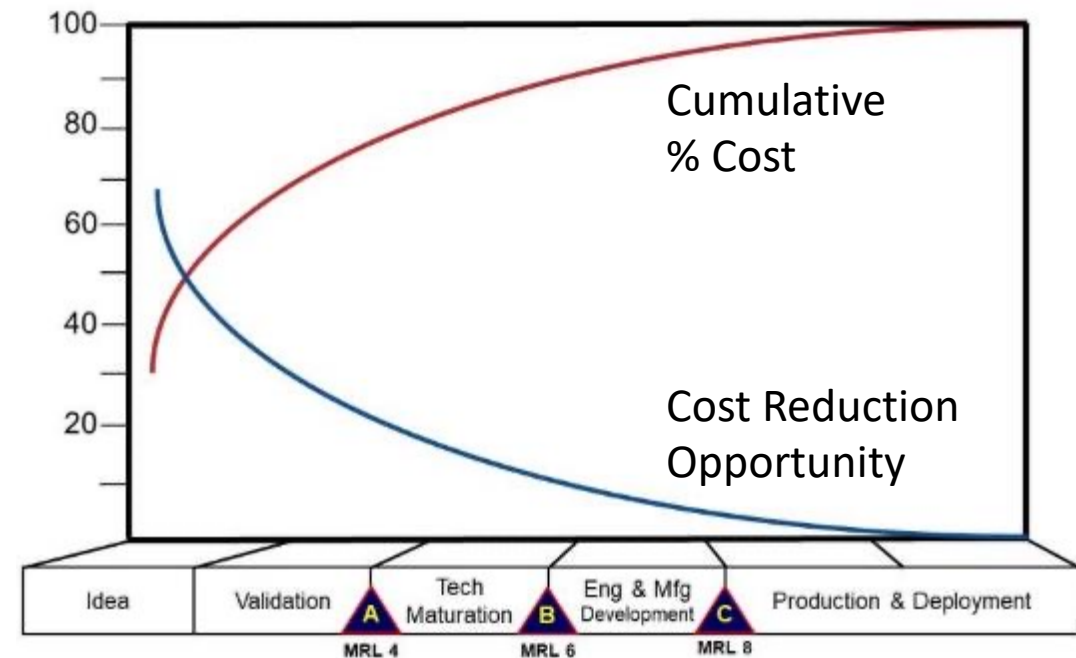 100
80
60
40
20
Cumulative
% Cost
Cost Reduction
Opportunity
Idea
Validation
A
Tech
Maturation
B
Eng & Mfg
Development
C
Production & Deployment
MRL 4
MRL 6
MRL 8